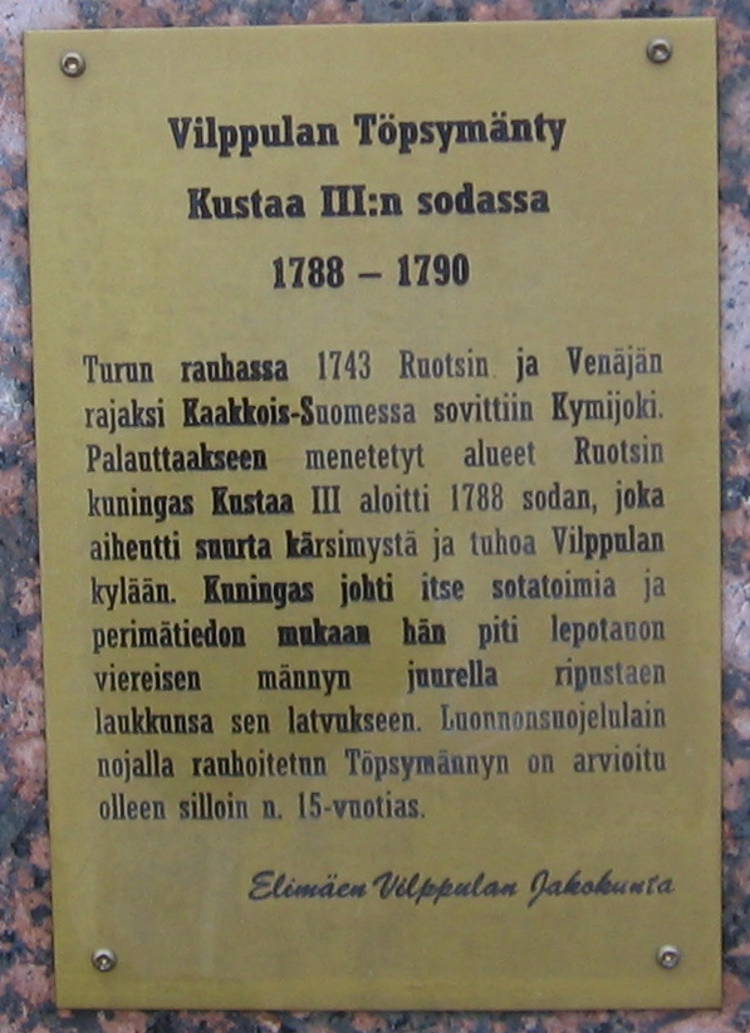 Vilppulan Töpsymänty
Kustaa III:n sodassa
1788 – 1790
Turun rauhassa 1743 Ruotsin ja Venäjän
rajaksi Kaakkois-Suomessa sovittiin Kymijoki.
Palauttaakseen menetetyt alueet Ruotsin
kuningas Kustaa III aloitti 1788 sodan, joka
aiheutti suurta kärsimystä ja tuhoa Vilppulan
kylään. Kuningas johti itse sotatoimia ja
perimätiedon mukaan hän piti lepotauon
viereisen männyn juurella ripustaen
laukkunsa sen latvukseen. Luonnonsuojelulain
nojalla rauhoitetun Töpsymännyn on arvioitu
olleen silloin n. 15-vuotias.
Elimäen Vilppulan Jakokunta